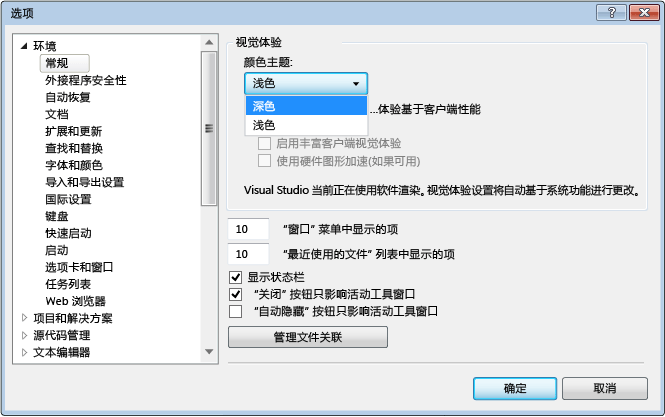 选项
环境
常规
外接程序安全性
自动恢复
文档
扩展和更新
查找和替换
字体和颜色
导入和导出设置
国际设置
键盘
快速启动
启动
选项卡和窗口
任务列表
Web 浏览器
项目和解决方案
源代码管理
文本编辑器
视觉体验
颜色主题:
浅色
深色
浅色
...体验基于客户端性能
启用丰富客户端视觉体验
使用硬件图形加速(如果可用)
Visual Studio 当前正在使用软件渲染。视觉体验设置将自动基于系统功能进行更改。
10 “窗口” 菜单中显示的项
10 “最近使用的文件” 列表中显示的项
显示状态栏
“关闭” 按钮只影响活动工具窗口
“自动隐藏” 按钮只影响活动工具窗口
管理文件关联
确定 取消